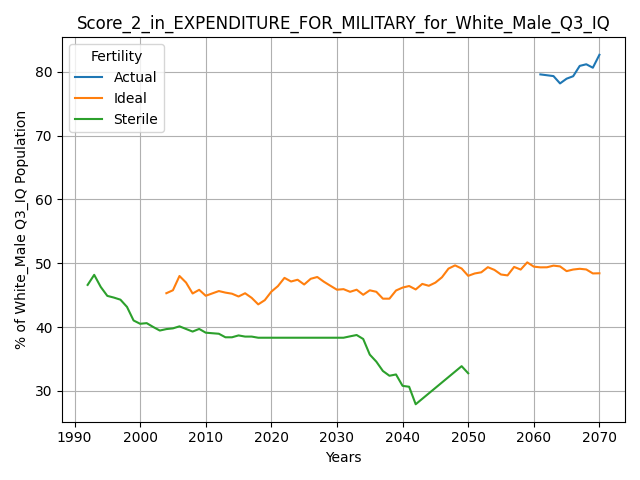 Score_2_in_EXPENDITURE_FOR_MILITARY_for_White_Male_Q3_IQ
Fertility
Actual
Ideal
Sterile
% of White_Male Q3_IQ Population
80
70
60
50
40
30
1990 2000 2010 2020 2030 2040 2050 2060 2070
Years